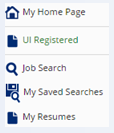 My Home Page
UI Registered
Job Search
My Saved Searches
My Resumes